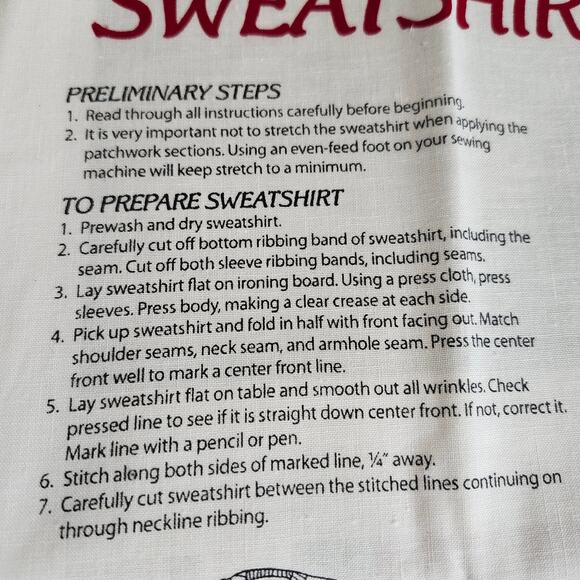 SWEATSHIR
PRELIMINARY STEPS
1. Read through all instructions carefully before beginning.
2. It is very important not to stretch the sweatshirt when applying the
patchwork sections. Using an even-feed foot on your sewing
machine will keep stretch to a minimum.
TO PREPARE SWEATSHIRT
1. Prewash and dry sweatshirt.
2. Carefully cut off bottom ribbing band of sweatshirt, including the
seam. Cut off both sleeve ribbing bands, including seams.
3. Lay sweatshirt flat on ironing board. Using a press cloth, press
sleeves. Press body, making a clear crease at each side.
4. Pick up sweatshirt and fold in half with front facing out. Match
shoulder seams, neck seam, and armhole seam. Press the center
front well to mark a center front line.
5. Lay sweatshirt flat on table and smooth out all wrinkles. Check
pressed line to see if it is straight down center front. If not, correct it.
Mark line with a pencil or pen.
6. Stitch along both sides of marked line, ¼″ away.
7. Carefully cut sweatshirt between the stitched lines continuing on
through neckline ribbing.